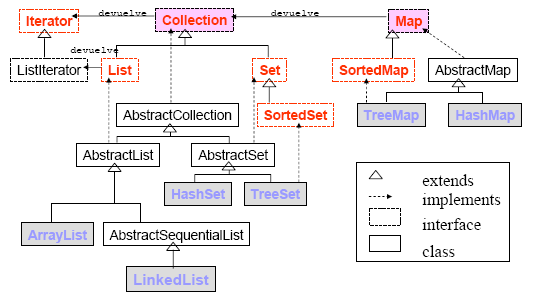 Iterator
devuelve
Collection
devuelve
Map
ListIterator
devuelve
List
Set
SortedMap
AbstractMap
AbstractCollection
SortedSet
TreeMap
HashMap
AbstractList
AbstractSet
HashSet
TreeSet
ArrayList
AbstractSequentialList
LinkedList
extends
implements
interface
class